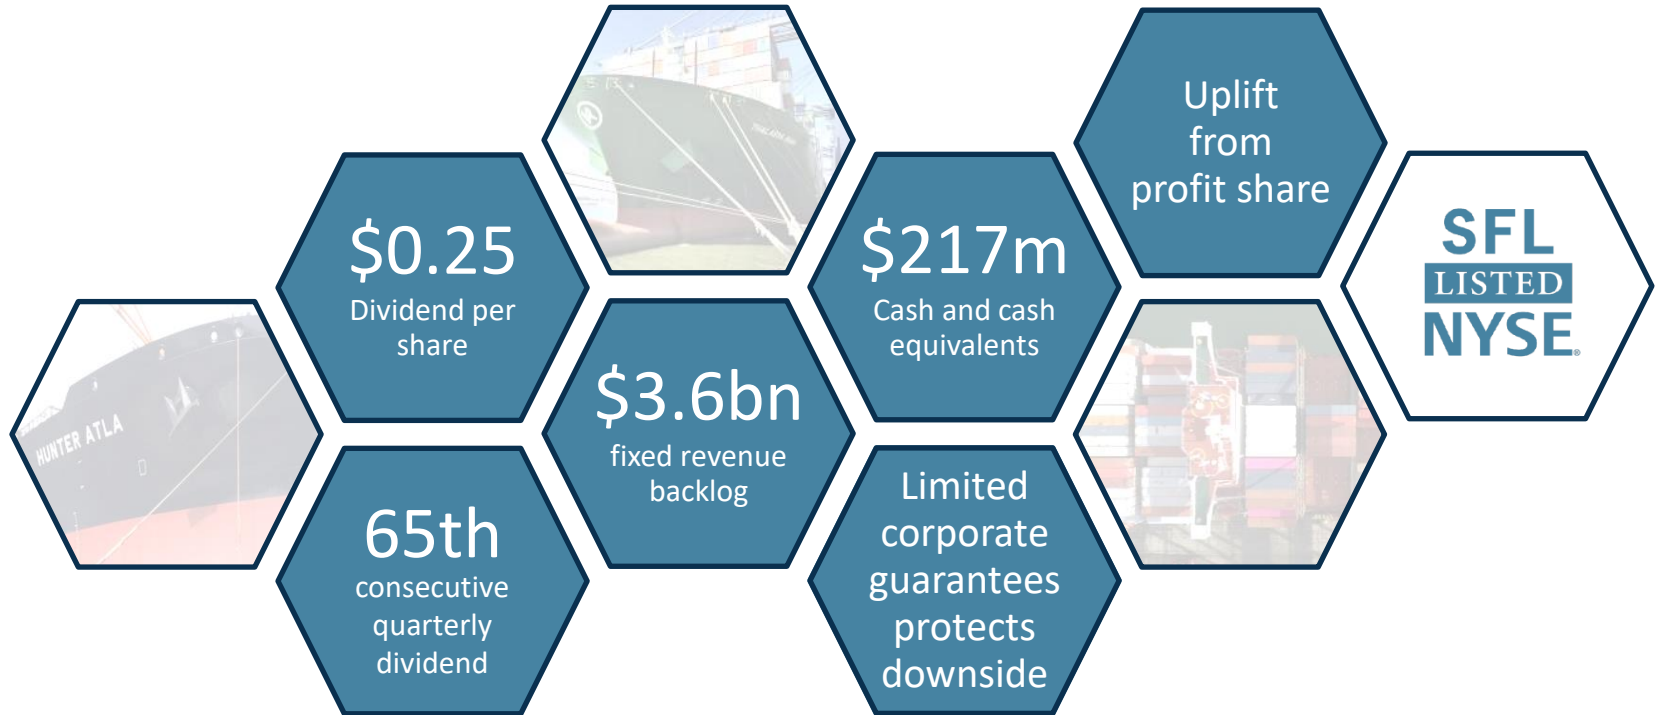 HUNTER ATLA
$0.25
Dividend per
share
65th
consecutive
quarterly
dividend
$3.6bn
fixed revenue
backlog
$217m
Cash and cash
equivalents
Limited
corporate
guarantees
protects
downside
Uplift
from
profit share
SFL
LISTED
NYSE